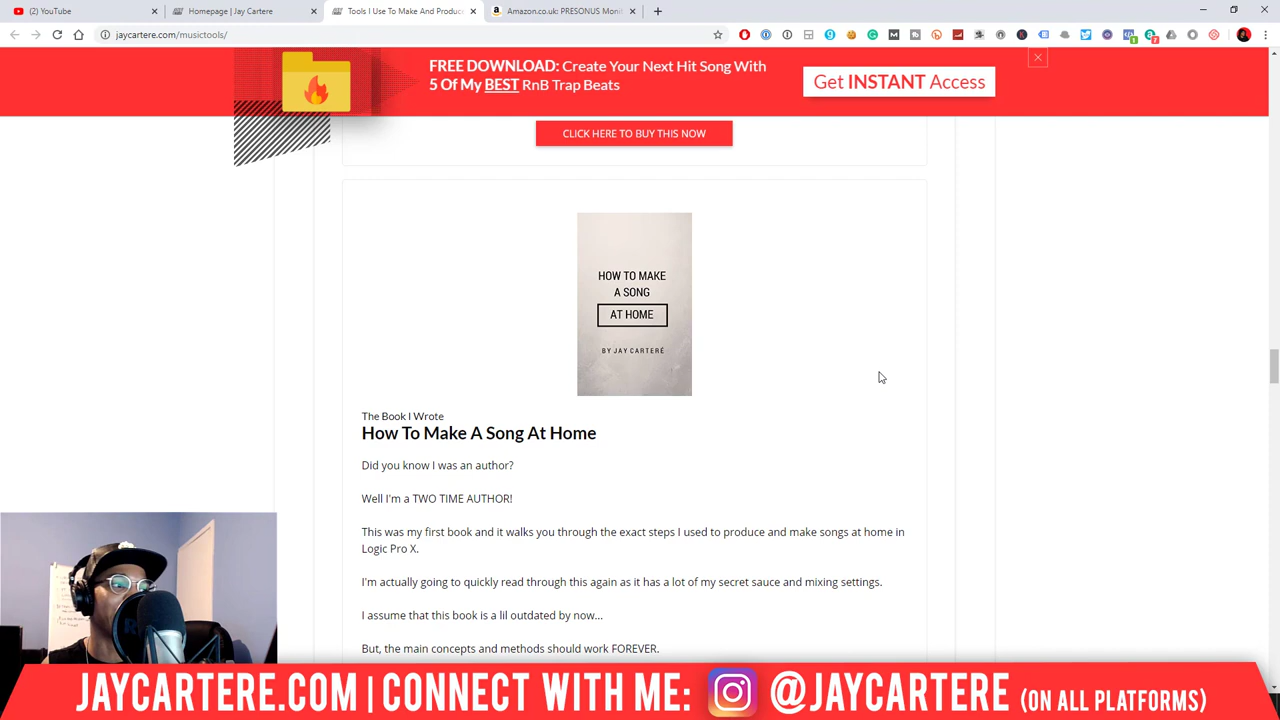 (2) YouTube
Homepage | Jay Cartere
Tools I Use To Make And Produce
Amazon.co.uk: PRESONUS Monit
jaycartere.com/musictools/
FREE DOWNLOAD: Create Your Next Hit Song With
5 Of My BEST RnB Trap Beats
Get INSTANT Access
CLICK HERE TO BUY THIS NOW
HOW TO MAKE
A SONG
AT HOME
BY JAY CARTERÉ
The Book I Wrote
How To Make A Song At Home
Did you know I was an author?
Well I'm a TWO TIME AUTHOR!
This was my first book and it walks you through the exact steps I used to produce and make songs at home in
Logic Pro X.
I'm actually going to quickly read through this again as it has a lot of my secret sauce and mixing settings.
I assume that this book is a lil outdated by now...
But, the main concepts and methods should work FOREVER.
JAYCARTERE.COM | CONNECT WITH ME: @JAYCARTERE (ON ALL PLATFORMS)